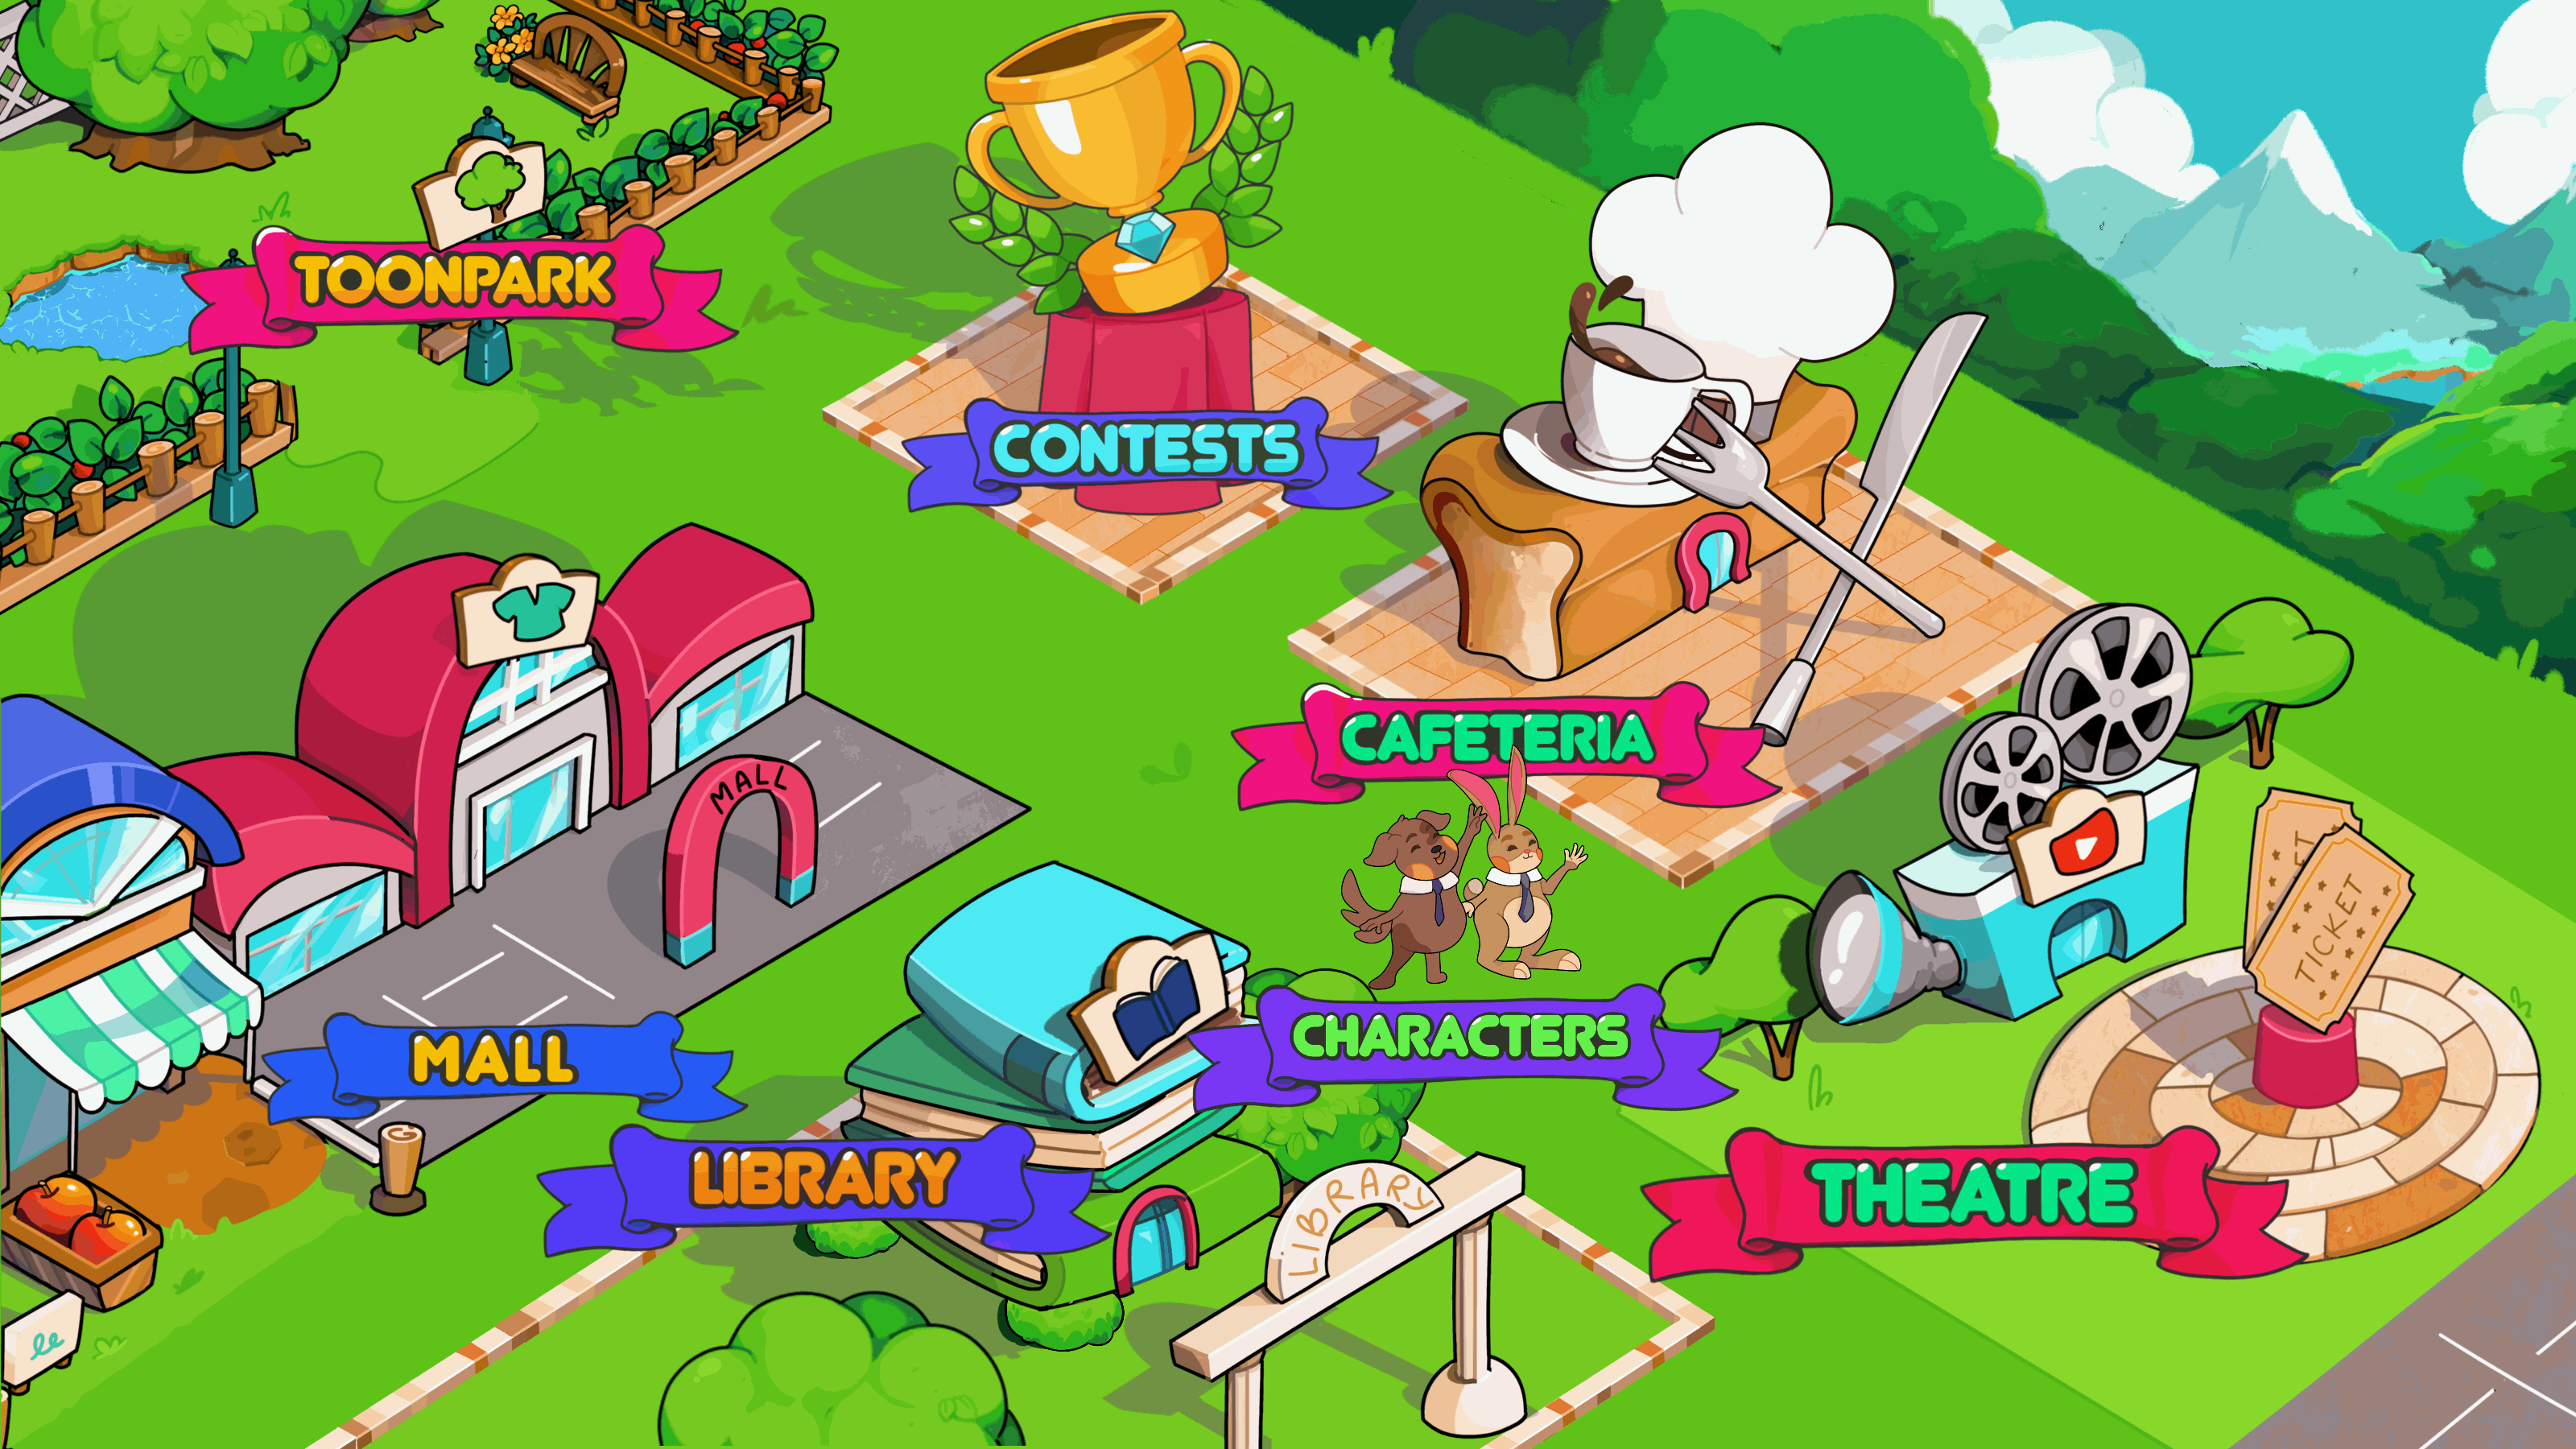 TOONPARK
CONTESTS
CAFETERIA
MALL
TICKET
CHARACTERS
MALL
LIBRARY
THEATRE
LIBRARY